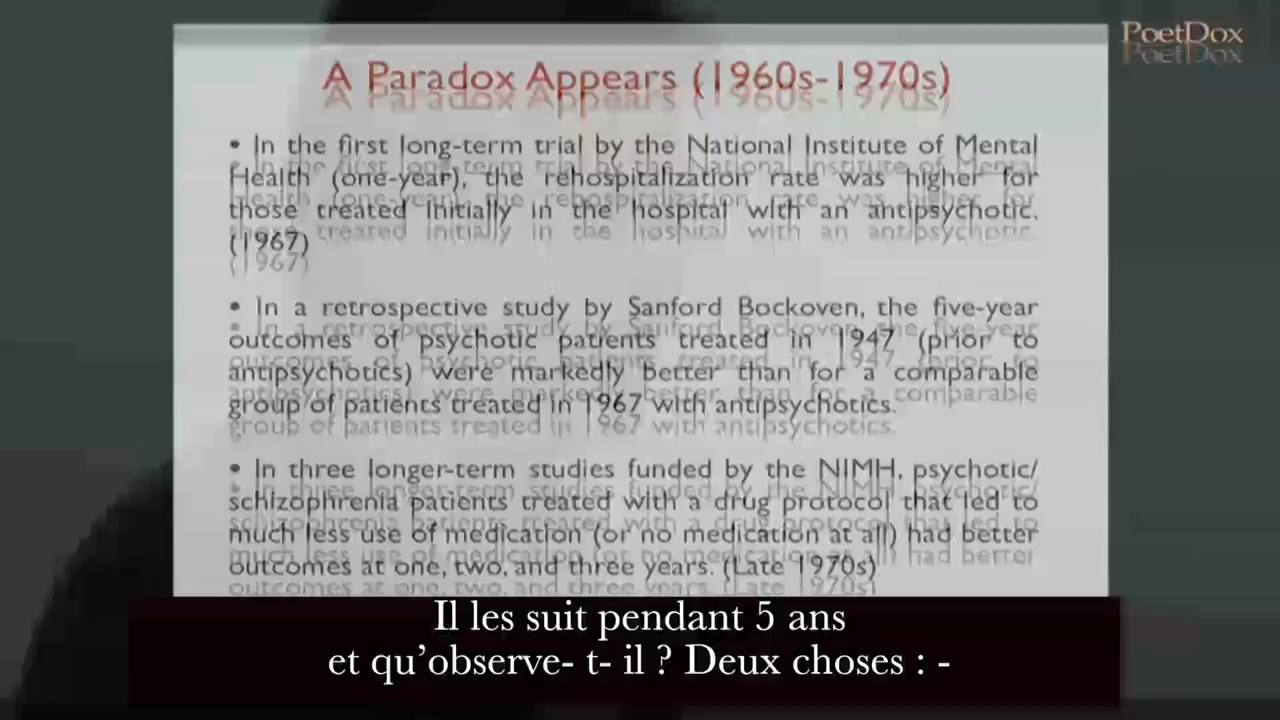 PoetDox
A Paradox Appears (1960s-1970s)
• In the first long-term trial by the National Institute of Mental
Health (one-year), the rehospitalization rate was higher for
those treated initially in the hospital with an antipsychotic.
(1967)
• In a retrospective study by Sanford Bockoven, the five-year
outcomes of psychotic patients treated in 1947 (prior to
antipsychotics) were markedly better than for a comparable
group of patients treated in 1967 with antipsychotics.
• In three longer-term studies funded by the NIMH, psychotic/
schizophrenia patients treated with a drug protocol that led to
much less use of medication (or no medication at all) had better
outcomes at one, two, and three years. (Late 1970s)
Il les suit pendant 5 ans
et qu’observe- t- il ? Deux choses : -